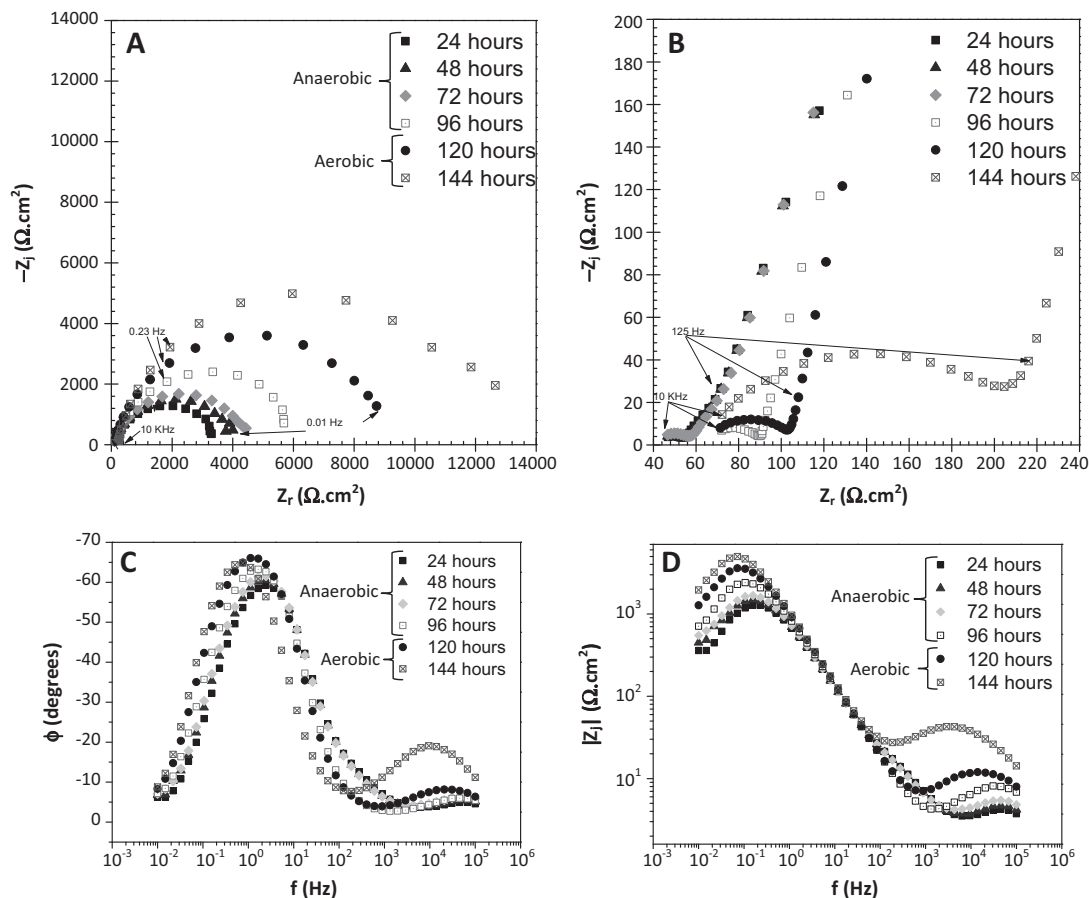 A
14000
12000
10000
8000
6000
4000
2000
0
−Zj (Ω.cm²)
0 2000 4000 6000 8000 10000 12000 14000
Zr (Ω.cm²)
Anaerobic
24 hours
48 hours
72 hours
96 hours
Aerobic
120 hours
144 hours
0.23 Hz
10 KHz
0.01 Hz
B
200
180
160
140
120
100
80
60
40
20
0
−Zj (Ω.cm²)
40 60 80 100 120 140 160 180 200 220 240
Zr (Ω.cm²)
24 hours
48 hours
72 hours
96 hours
120 hours
144 hours
125 Hz
10 KHz
C
-70
-60
-50
-40
-30
-20
-10
0
ϕ (degrees)
10⁻³ 10⁻² 10⁻¹ 10⁰ 10¹ 10² 10³ 10⁴ 10⁵ 10⁶
f (Hz)
Anaerobic
24 hours
48 hours
72 hours
96 hours
Aerobic
120 hours
144 hours
D
10³
10²
10¹
|Zj| (Ω.cm²)
10⁻³ 10⁻² 10⁻¹ 10⁰ 10¹ 10² 10³ 10⁴ 10⁵ 10⁶
f (Hz)
Anaerobic
24 hours
48 hours
72 hours
96 hours
Aerobic
120 hours
144 hours